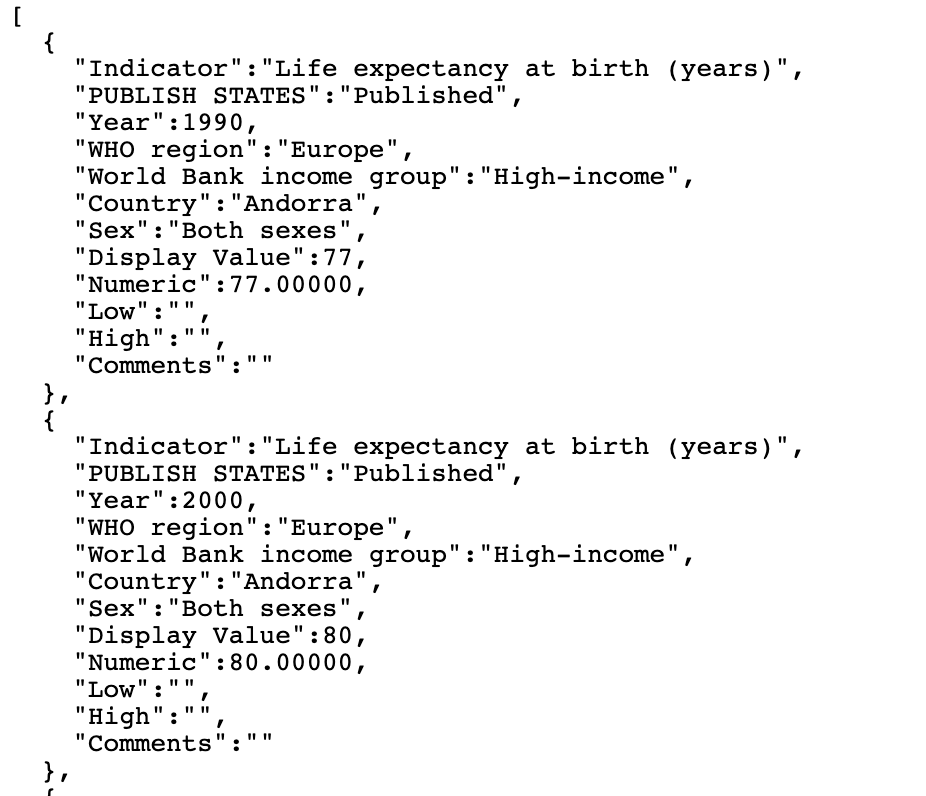 [
  {
    "Indicator":"Life expectancy at birth (years)",
    "PUBLISH STATES":"Published",
    "Year":1990,
    "WHO region":"Europe",
    "World Bank income group":"High-income",
    "Country":"Andorra",
    "Sex":"Both sexes",
    "Display Value":77,
    "Numeric":77.00000,
    "Low":"",
    "High":"",
    "Comments":""
  },
  {
    "Indicator":"Life expectancy at birth (years)",
    "PUBLISH STATES":"Published",
    "Year":2000,
    "WHO region":"Europe",
    "World Bank income group":"High-income",
    "Country":"Andorra",
    "Sex":"Both sexes",
    "Display Value":80,
    "Numeric":80.00000,
    "Low":"",
    "High":"",
    "Comments":""
  },
  {